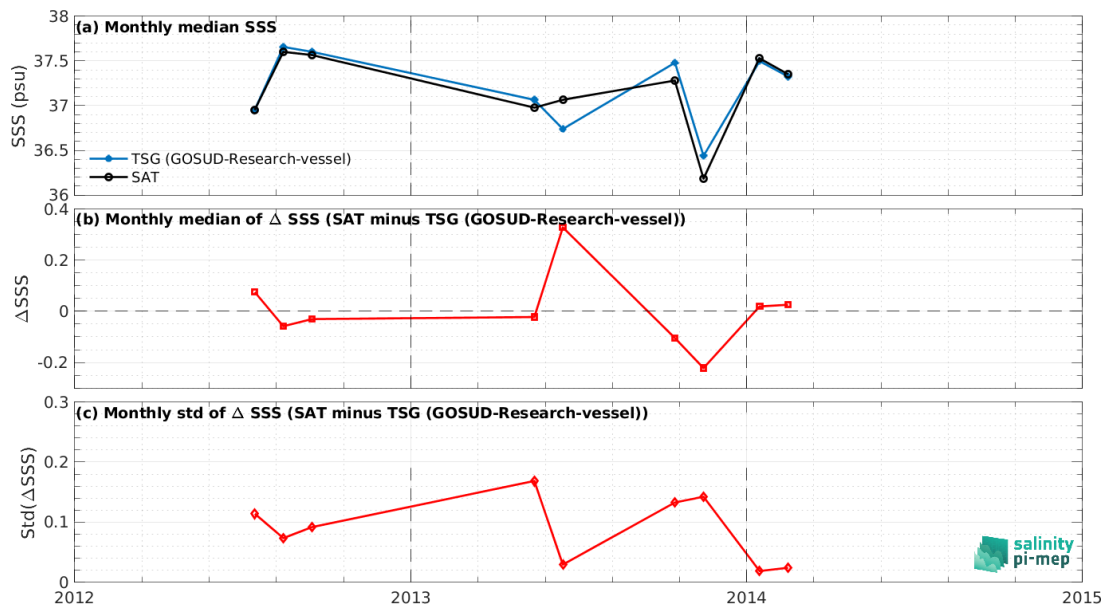 (a) Monthly median SSS
38
37.5
37
36.5
36
SSS (psu)
TSG (GOSUD-Research-vessel)
SAT
(b) Monthly median of Δ SSS (SAT minus TSG (GOSUD-Research-vessel))
0.4
0.2
0
-0.2
ΔSSS
(c) Monthly std of Δ SSS (SAT minus TSG (GOSUD-Research-vessel))
0.3
0.2
0.1
0
Std(ΔSSS)
2012 2013 2014 2015
salinity
pi-mep